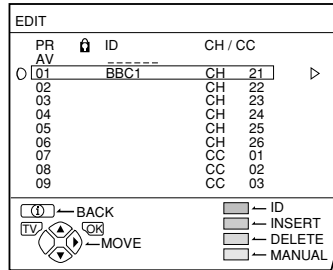 EDIT
PR ID CH / CC
AV _ _ _ _ _ _
01 BBC1 CH 21
02 CH 22
03 CH 23
04 CH 24
05 CH 25
06 CH 26
07 CC 01
08 CC 02
09 CC 03
BACK
TV OK
MOVE
ID
INSERT
DELETE
MANUAL